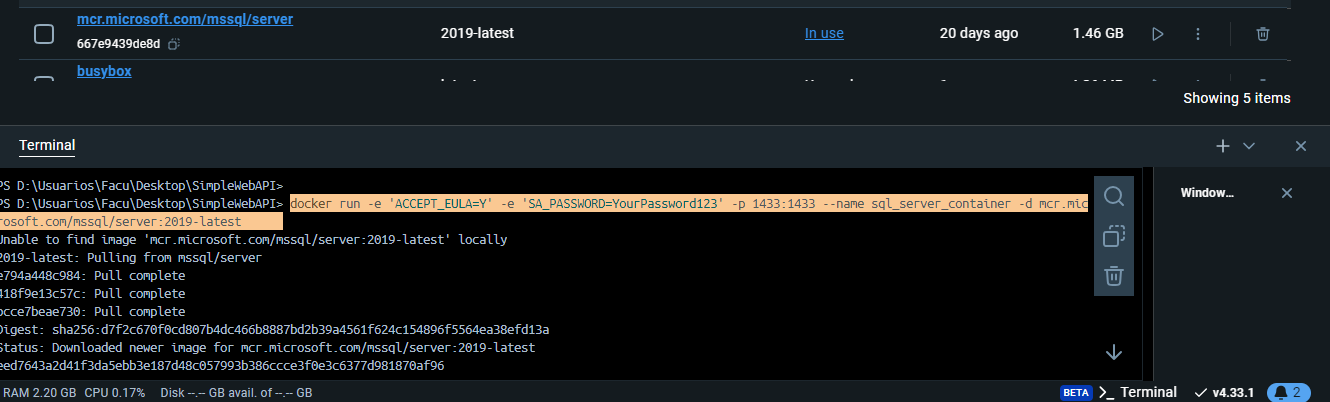 mcr.microsoft.com/mssql/server
667e9439de8d
2019-latest
In use
20 days ago
1.46 GB
busybox
Showing 5 items
Terminal
PS D:\Usuarios\Facu\Desktop\SimpleWebAPI>
PS D:\Usuarios\Facu\Desktop\SimpleWebAPI> docker run -e 'ACCEPT_EULA=Y' -e 'SA_PASSWORD=YourPassword123' -p 1433:1433 --name sql_server_container -d mcr.mic
rosoft.com/mssql/server:2019-latest
Unable to find image 'mcr.microsoft.com/mssql/server:2019-latest' locally
2019-latest: Pulling from mssql/server
e794a448c984: Pull complete
418f9e13c57c: Pull complete
bcce7beae730: Pull complete
Digest: sha256:d7f2c670f0cd807b4dc466b8887bd2b39a4561f624c154896f5564ea38efd13a
Status: Downloaded newer image for mcr.microsoft.com/mssql/server:2019-latest
eed7643a2d41f3da5ebb3e187d48c057993b386ccce3f0e3c6377d981870af96
Window...
RAM 2.20 GB CPU 0.17% Disk --.-- GB avail. of --.-- GB
BETA
Terminal
v4.33.1
2